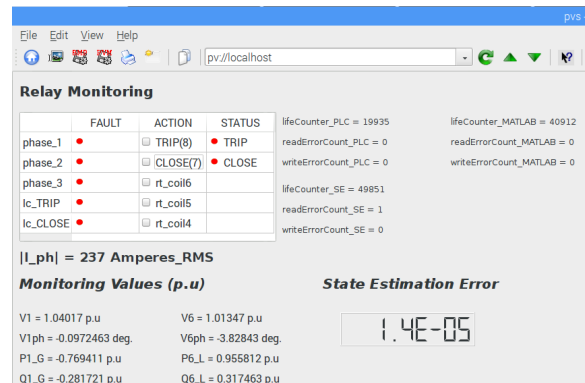 pvs
File Edit View Help
pv://localhost
Relay Monitoring
FAULT ACTION STATUS
phase_1 TRIP(8) TRIP
phase_2 CLOSE(7) CLOSE
phase_3 rt_coil6
lc_TRIP rt_coil5
lc_CLOSE rt_coil4
lifeCounter_PLC = 19935
readErrorCount_PLC = 0
writeErrorCount_PLC = 0
lifeCounter_MATLAB = 40912
readErrorCount_MATLAB = 0
writeErrorCount_MATLAB = 0
lifeCounter_SE = 49851
readErrorCount_SE = 1
writeErrorCount_SE = 0
|I_ph| = 237 Amperes_RMS
Monitoring Values (p.u)
V1 = 1.04017 p.u
V1ph = -0.0972463 deg.
P1_G = -0.769411 p.u
Q1_G = -0.281721 p.u
V6 = 1.01347 p.u
V6ph = -3.82843 deg.
P6_L = 0.955812 p.u
Q6_L = 0.317463 p.u
State Estimation Error
1.4E-05